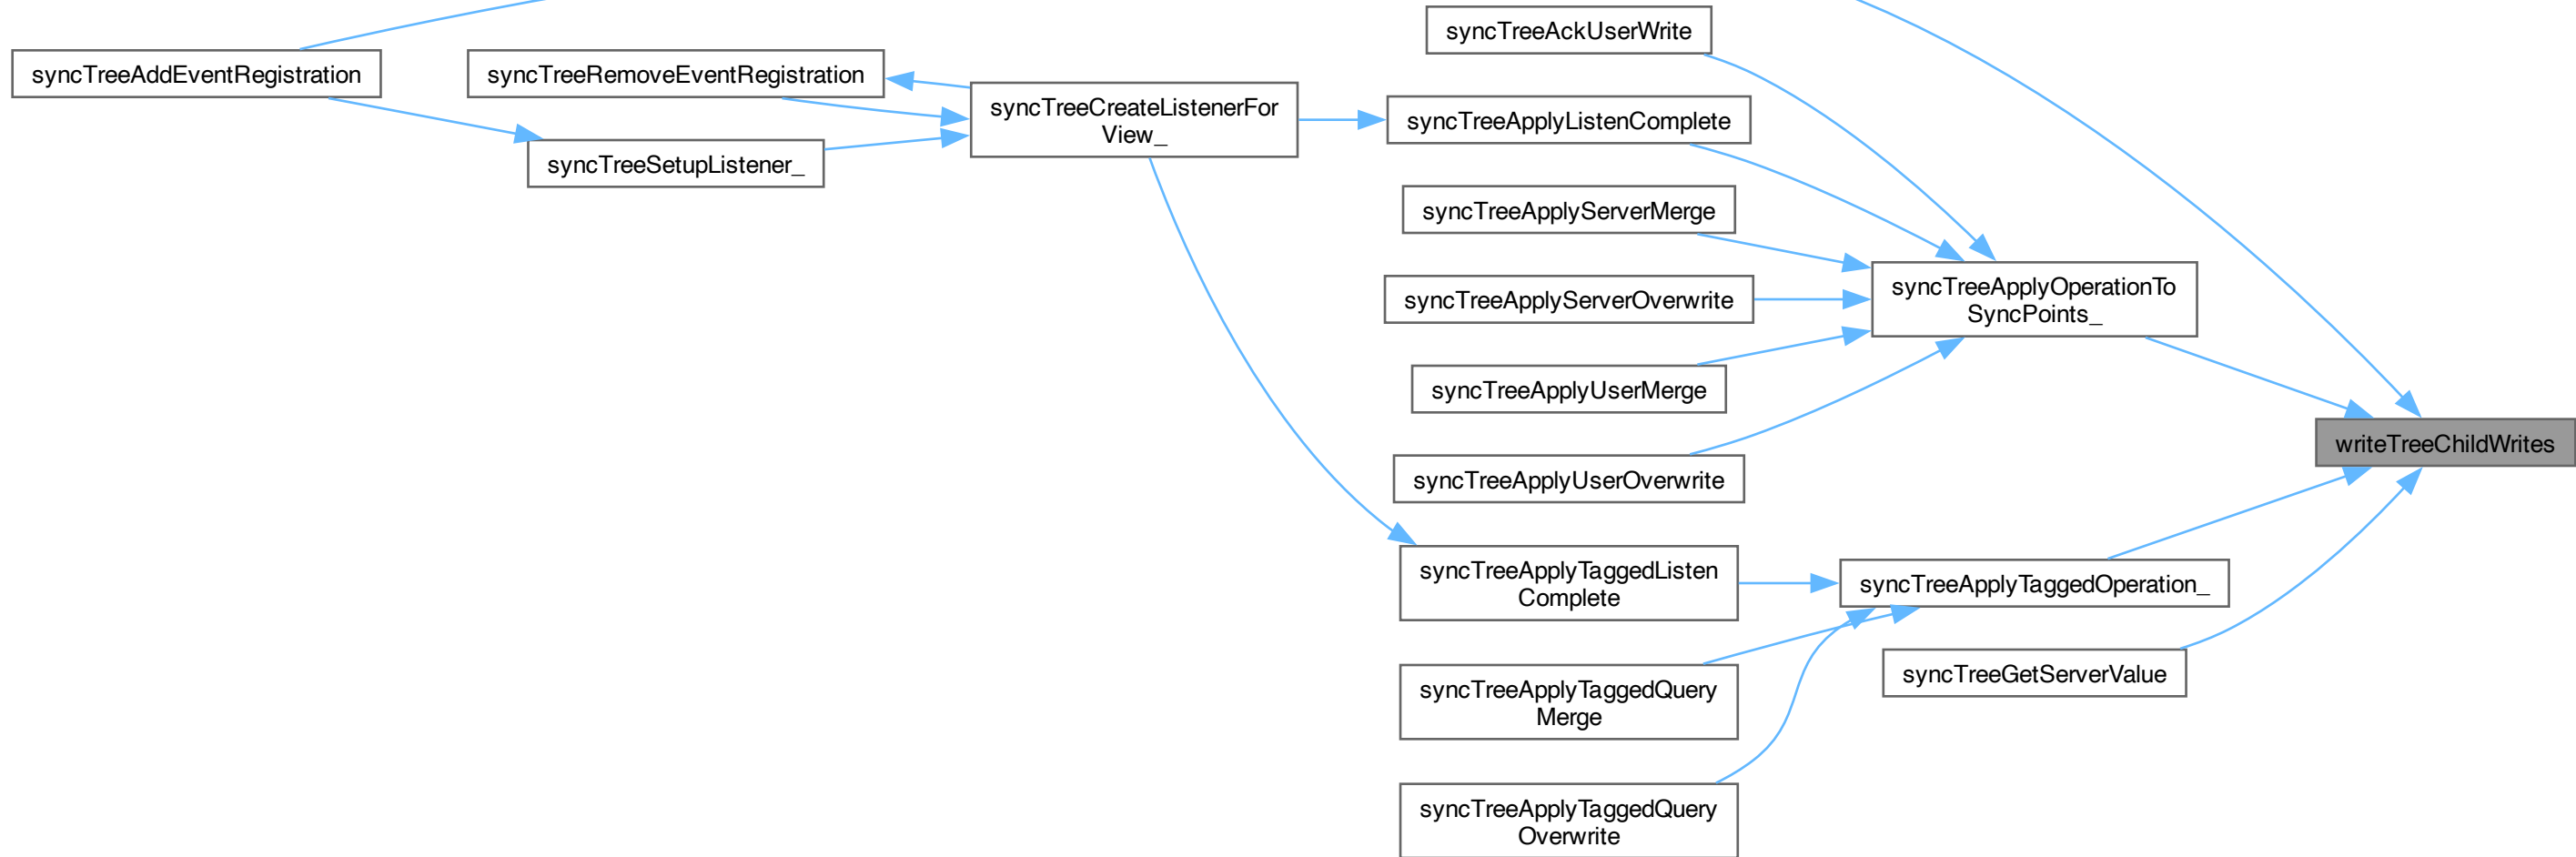 syncTreeAckUserWrite
syncTreeAddEventRegistration
syncTreeRemoveEventRegistration
syncTreeCreateListenerFor
View_
syncTreeApplyListenComplete
syncTreeSetupListener_
syncTreeApplyServerMerge
syncTreeApplyServerOverwrite
syncTreeApplyOperationTo
SyncPoints_
syncTreeApplyUserMerge
writeTreeChildWrites
syncTreeApplyUserOverwrite
syncTreeApplyTaggedListen
Complete
syncTreeApplyTaggedOperation_
syncTreeGetServerValue
syncTreeApplyTaggedQuery
Merge
syncTreeApplyTaggedQuery
Overwrite